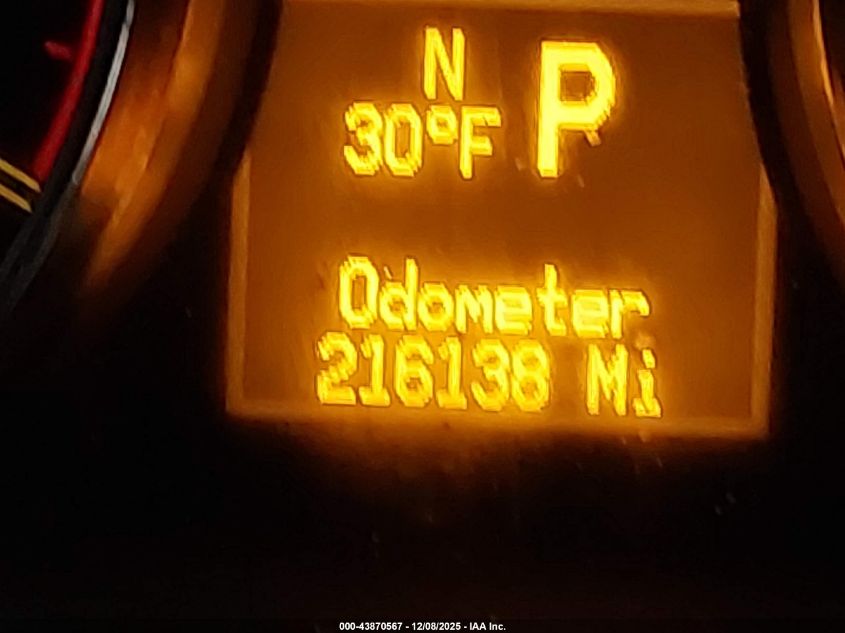 N
30°F P
Odometer
216138 Mi
000-43870567 - 12/08/2025 - IAA Inc.